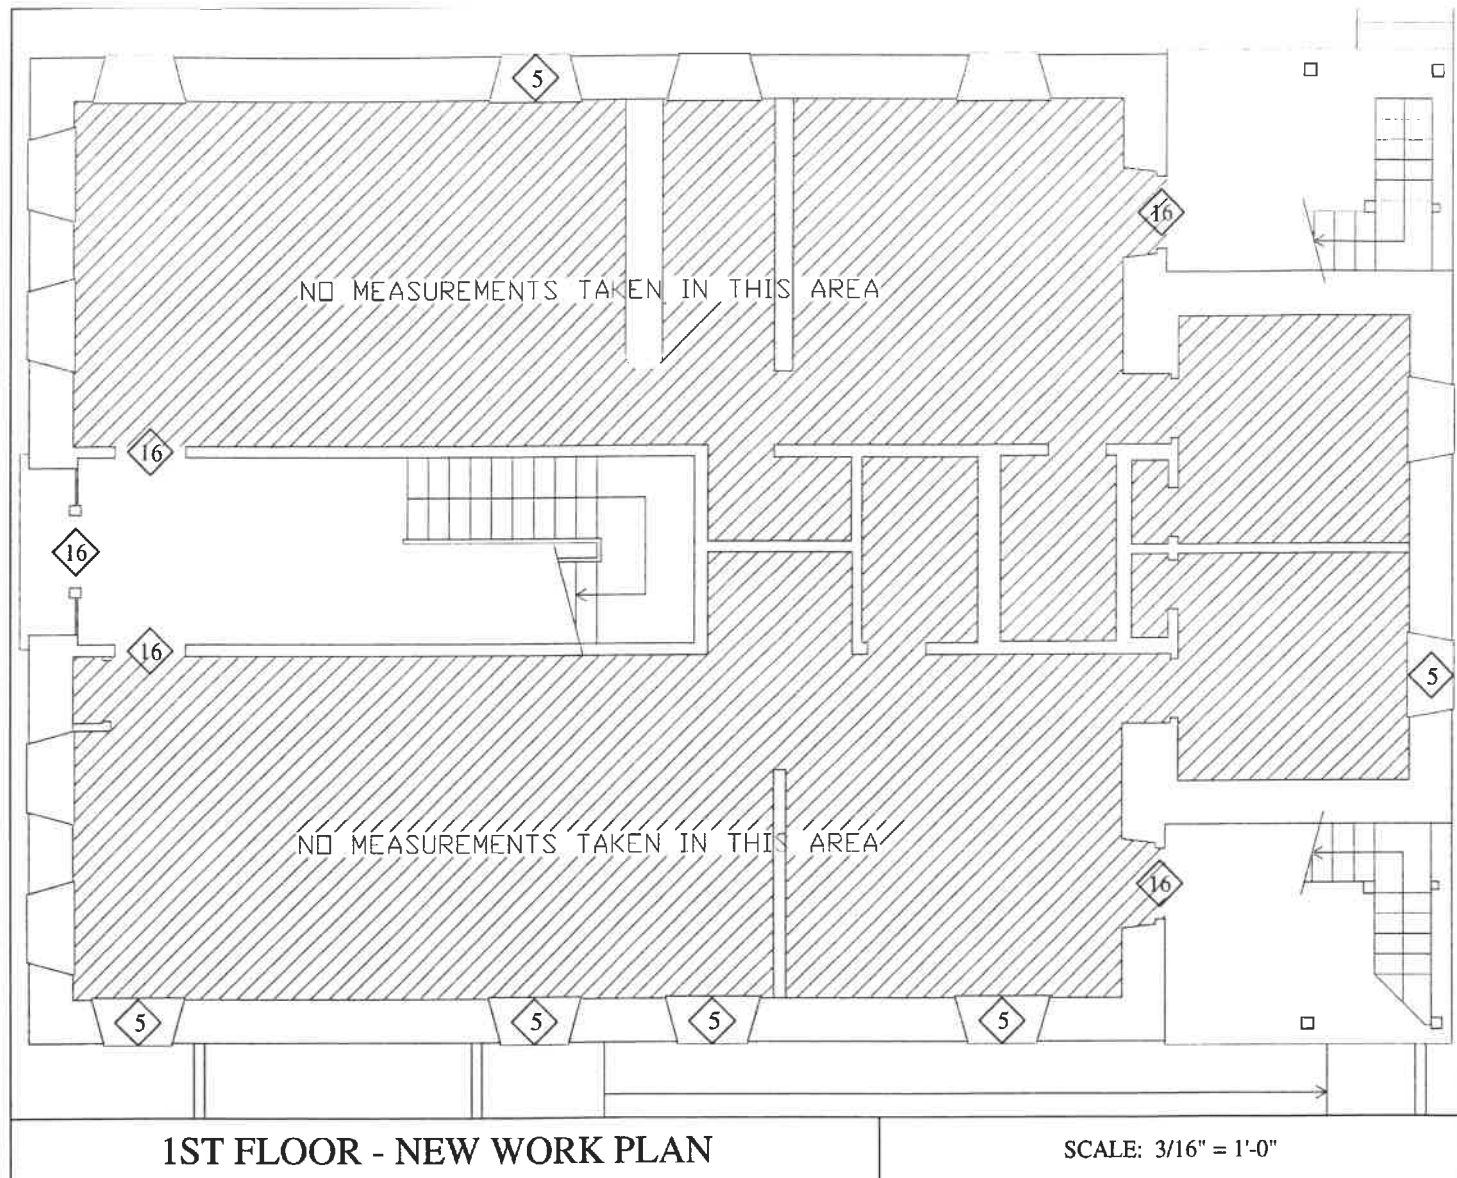 5
16
NO MEASUREMENTS TAKEN IN THIS AREA
16
16
16
5
NO MEASUREMENTS TAKEN IN THIS AREA
16
5
5
5
5
1ST FLOOR - NEW WORK PLAN
SCALE: 3/16" = 1'-0"